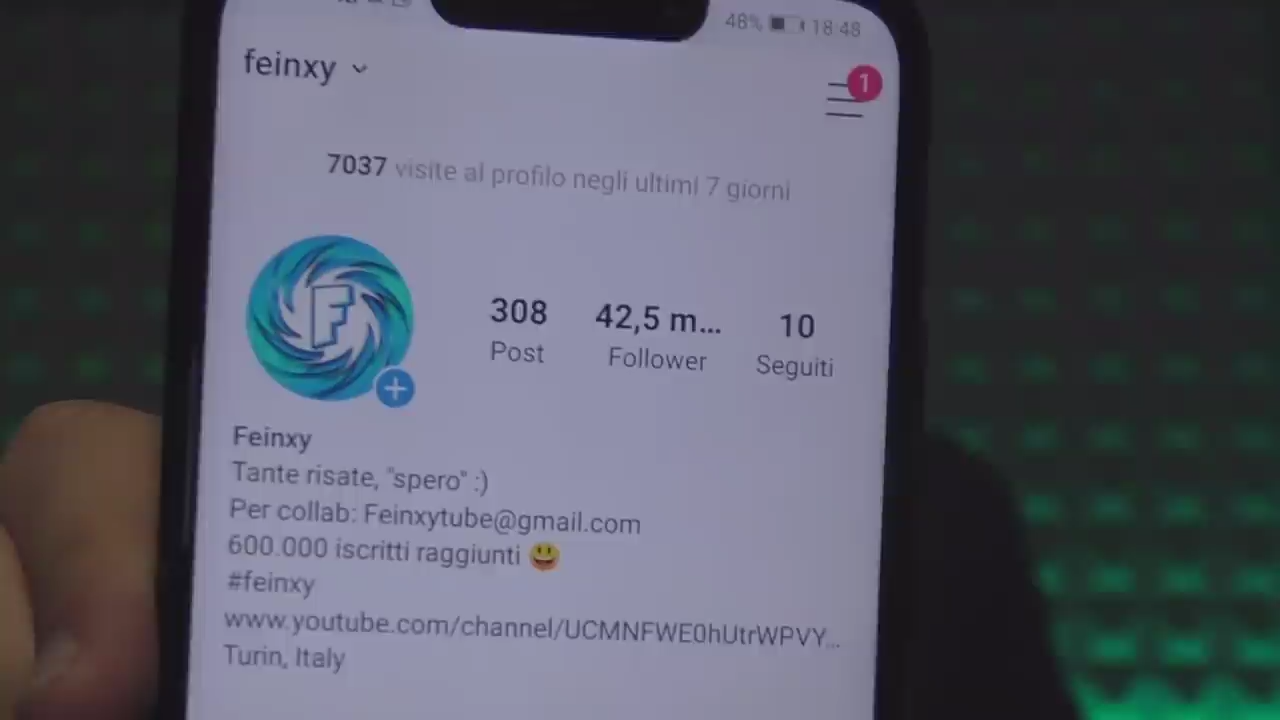 48% 18:48
feinxy
1
7037 visite al profilo negli ultimi 7 giorni
F
308 42,5 m... 10
Post Follower Seguiti
Feinxy
Tante risate, "spero" :)
Per collab: Feinxytube@gmail.com
600.000 iscritti raggiunti 😃
#feinxy
www.youtube.com/channel/UCMNFWE0hUtrWPVY...
Turin, Italy